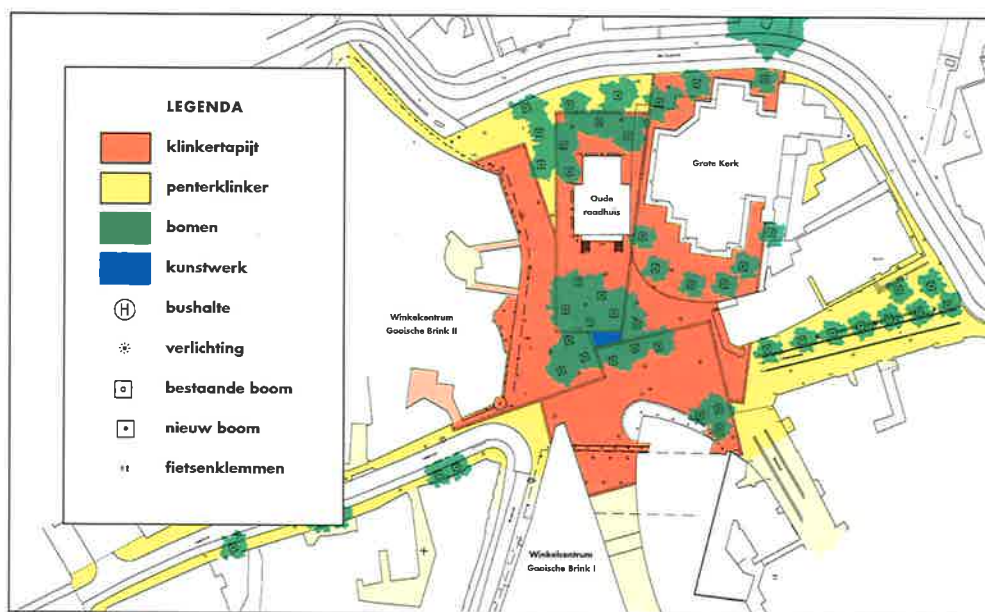 LEGENDA
klinkertapijt
penterklinker
bomen
kunstwerk
H
bushalte
verlichting
bestaande boom
nieuw boom
fietsenklemmen
Grote Kerk
Oude
raadhuis
Winkelcentrum
Gooische Brink II
Winkelcentrum
Gooische Brink I